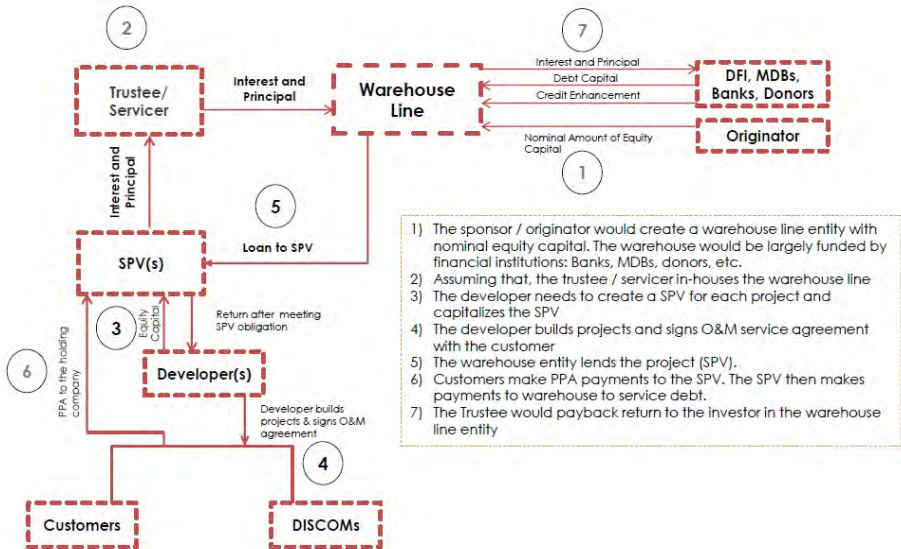 2
7
Trustee/
Servicer
Interest and
Principal
Warehouse
Line
Interest and Principal
Debt Capital
Credit Enhancement
DFI, MDBs,
Banks, Donors
Nominal Amount of Equity
Capital
Originator
1
Interest and
Principal
5
Loan to SPV
SPV(s)
3
Equity
Capital
Return after meeting
SPV obligation
6
PPA to the holding
company
Developer(s)
Developer builds
projects & signs O&M
agreement
4
Customers
DISCOMs
1) The sponsor / originator would create a warehouse line entity with
nominal equity capital. The warehouse would be largely funded by
financial institutions: Banks, MDBs, donors, etc.
2) Assuming that, the trustee / servicer in-houses the warehouse line
3) The developer needs to create a SPV for each project and
capitalizes the SPV
4) The developer builds projects and signs O&M service agreement
with the customer
5) The warehouse entity lends the project (SPV).
6) Customers make PPA payments to the SPV. The SPV then makes
payments to warehouse to service debt.
7) The Trustee would payback return to the investor in the warehouse
line entity